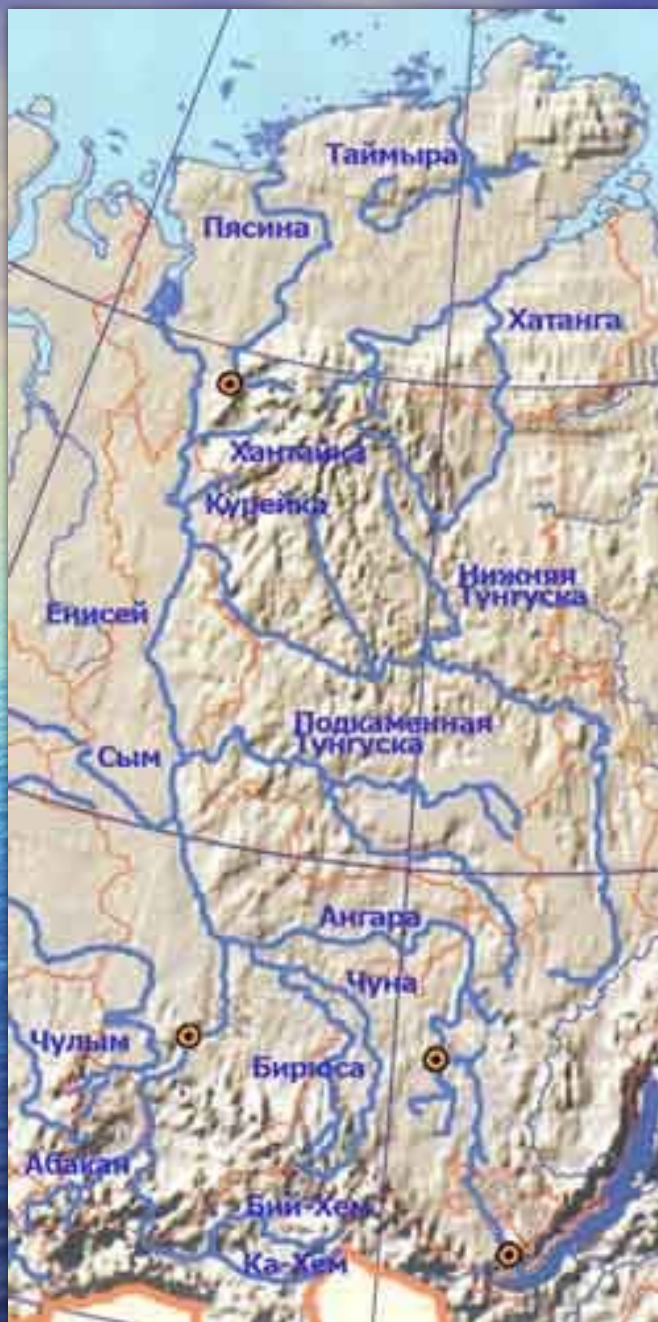 Таймыра
Пясина
Хатанга
Хантайка
Курейка
Нижняя
Тунгуска
Енисей
Подкаменная
Тунгуска
Сым
Ангара
Чуна
Чулым
Бирюса
Абакан
Бий-Хем
Ка-Хем